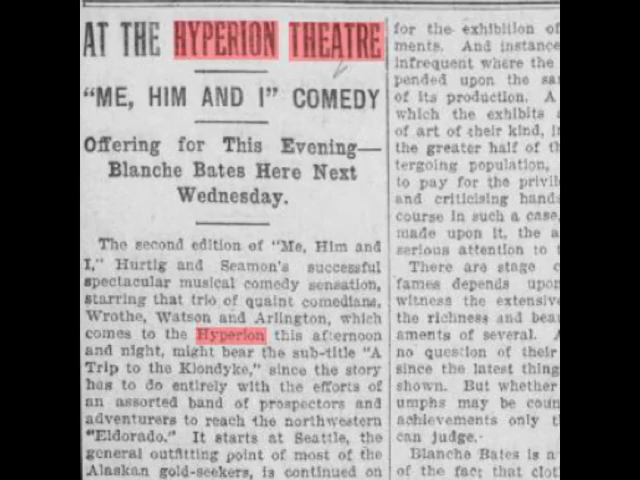 AT THE HYPERION THEATRE
"ME, HIM AND I" COMEDY
Offering for This Evening—
Blanche Bates Here Next
Wednesday.
The second edition of "Me, Him and
I," Hurtig and Seamon's successful
spectacular musical comedy sensation,
starring that trio of quaint comedians,
Wrothe, Watson and Arlington, which
comes to the Hyperion this afternoon
and night, might bear the sub-title "A
Trip to the Klondyke," since the story
has to do entirely with the efforts of
an assorted band of prospectors and
adventurers to reach the northwestern
"Eldorado." It starts at Seattle, the
general outfitting point of most of the
Alaskan gold-seekers, is continued on
for the exhibition of
ments. And instance
infrequent where the
pended upon the
of its production. A
which the exhibits
of art of their kind,
the greater half of
tergoing population,
to pay for the
and criticising
course in such a case,
made upon it, the
serious attention to
There are stage
fames depends
witness the extensive
the richness and
aments of several.
no question of their
since the latest thing
shown. But whether
umphs may be
achievements only
can judge.
Blanche Bates is
of the fact that